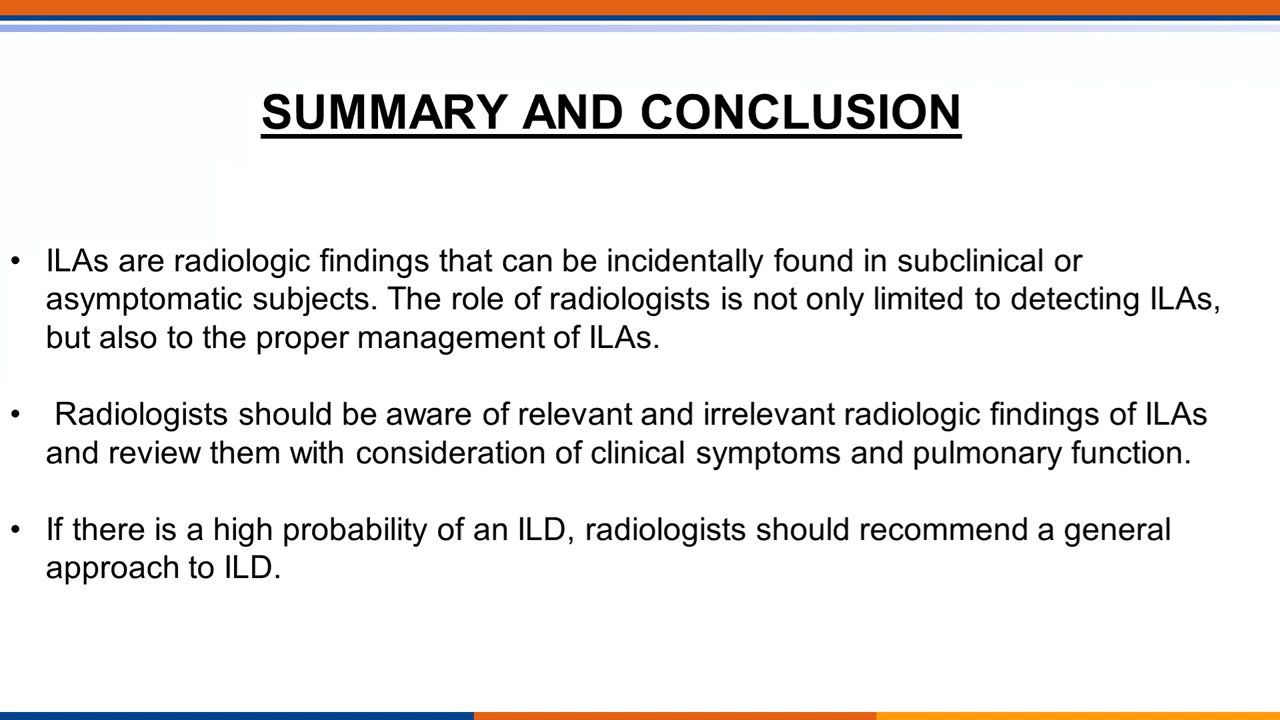 SUMMARY AND CONCLUSION
• ILAs are radiologic findings that can be incidentally found in subclinical or
asymptomatic subjects. The role of radiologists is not only limited to detecting ILAs,
but also to the proper management of ILAs.
• Radiologists should be aware of relevant and irrelevant radiologic findings of ILAs
and review them with consideration of clinical symptoms and pulmonary function.
• If there is a high probability of an ILD, radiologists should recommend a general
approach to ILD.